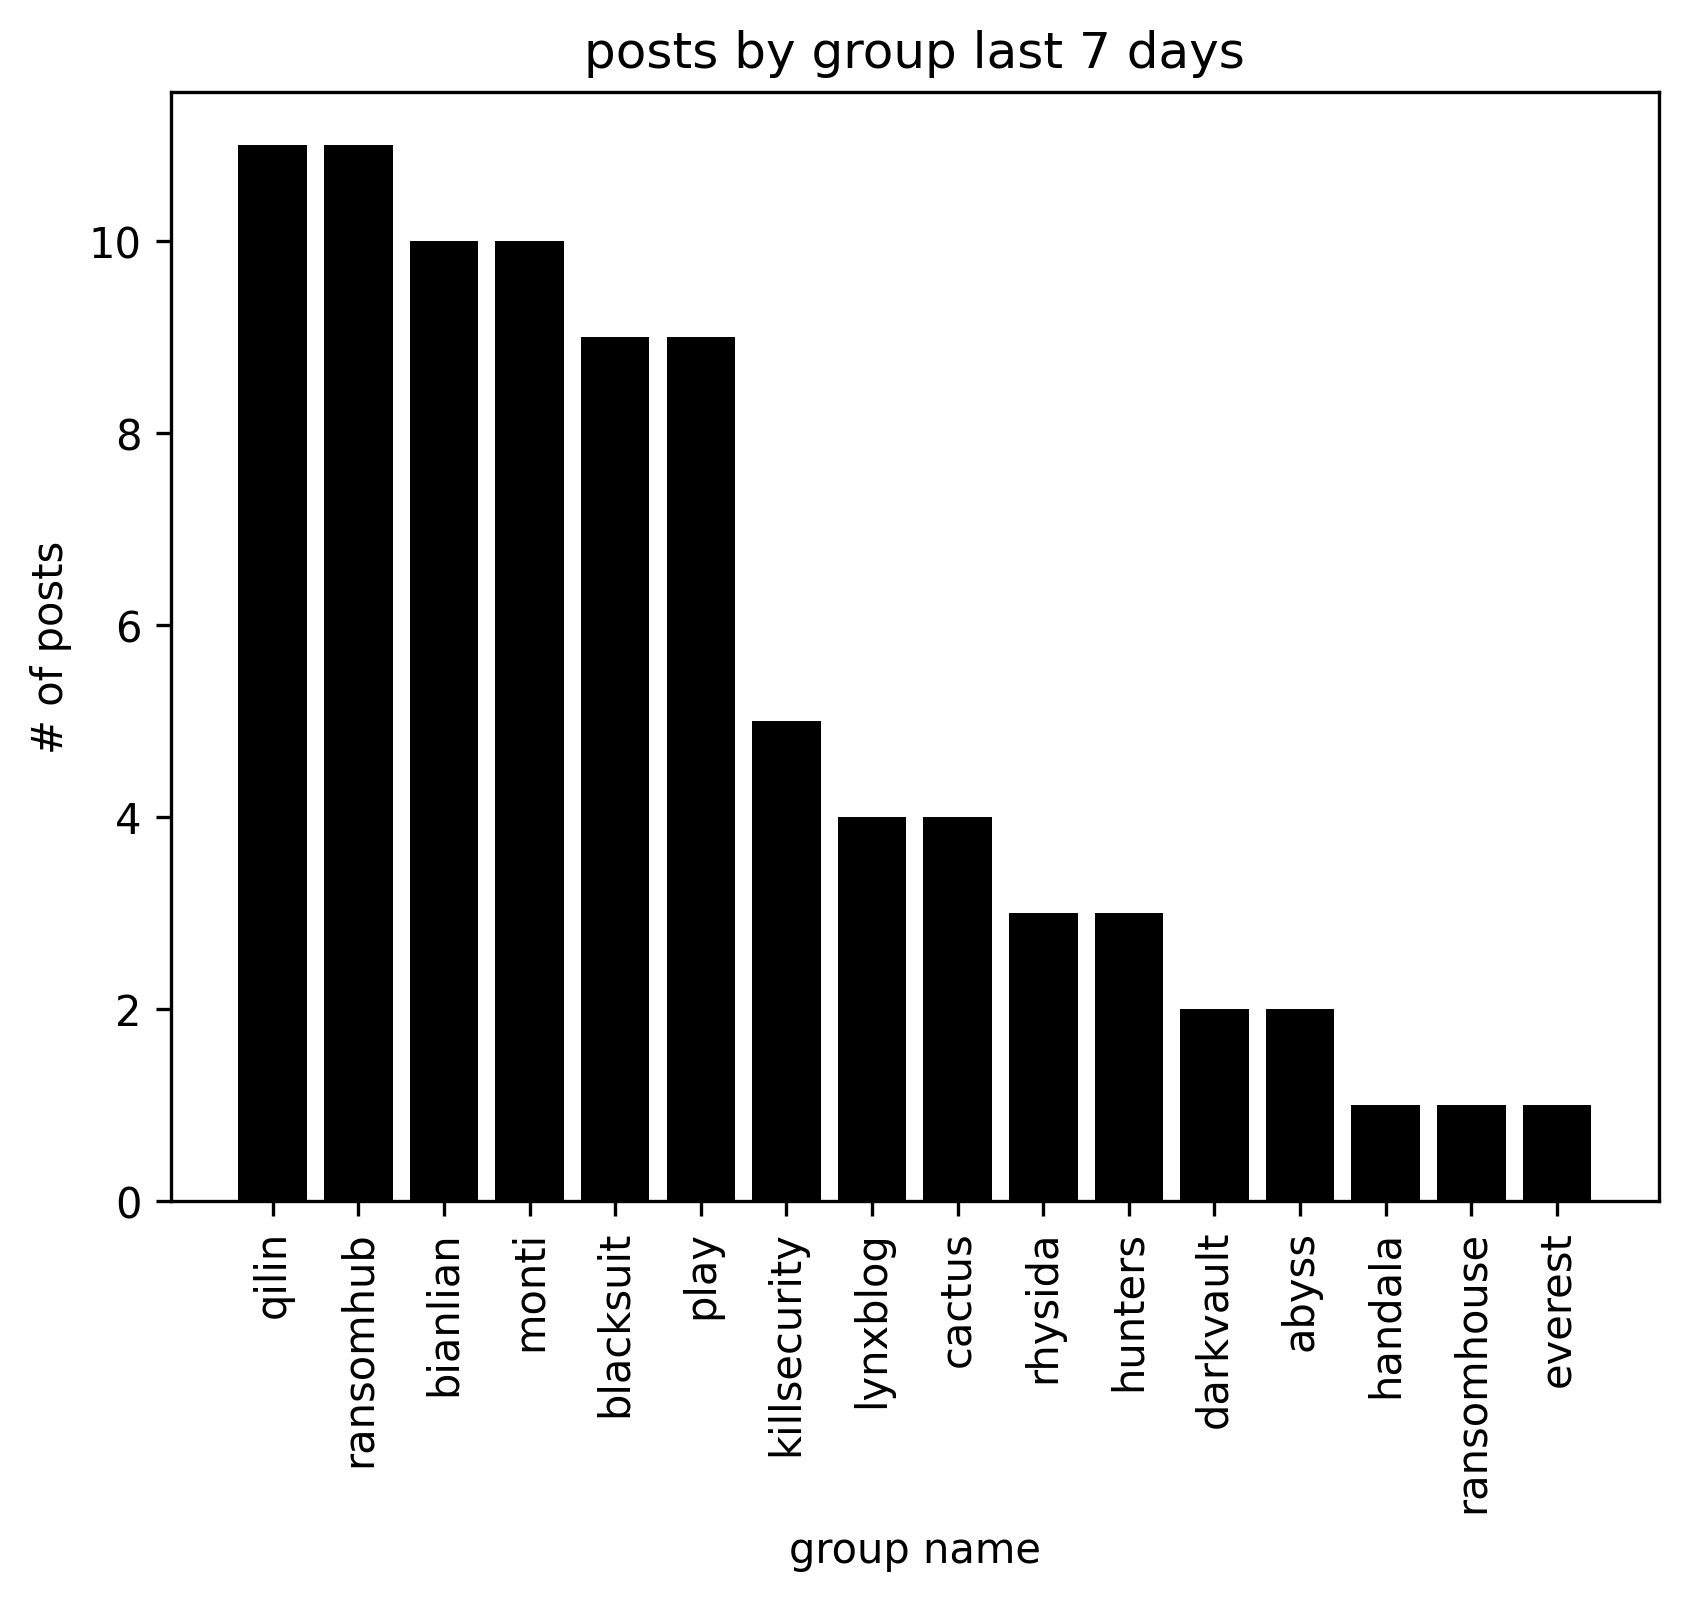 posts by group last 7 days
# of posts
10
8
6
4
2
0
qilin
ransomhub
bianlian
monti
blacksuit
play
killsecurity
lynxblog
cactus
rhysida
hunters
darkvault
abyss
handala
ransomhouse
everest
group name